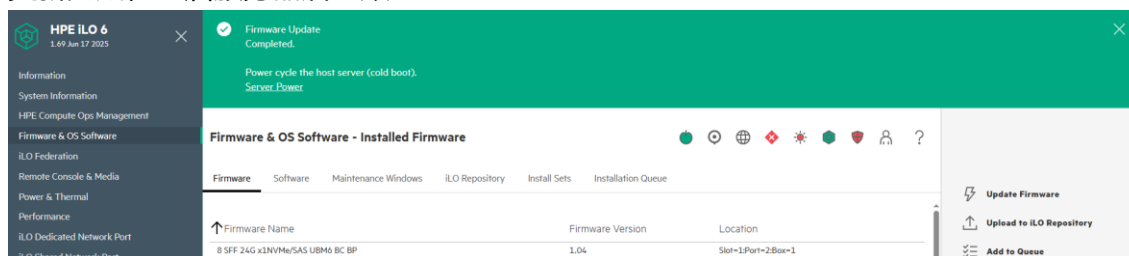 HPE iLO 6
1.69 Jun 17 2025
Information
System Information
HPE Compute Ops Management
Firmware & OS Software
iLO Federation
Remote Console & Media
Power & Thermal
Performance
iLO Dedicated Network Port
Firmware Update
Completed.
Power cycle the host server (cold boot).
Server Power
Firmware & OS Software - Installed Firmware
?
Firmware Software Maintenance Windows iLO Repository Install Sets Installation Queue
Firmware Name Firmware Version Location
8 SFF 24G x1NVMe/SAS UBM6 BC BP 1.04 Slot=1:Port=2:Box=1
Update Firmware
Upload to iLO Repository
Add to Queue